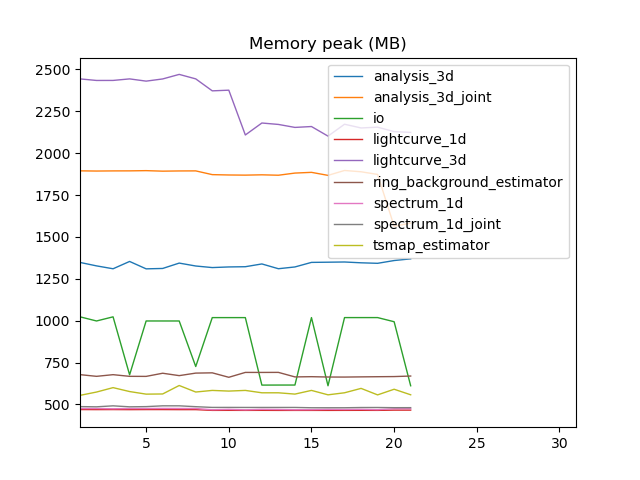 Memory peak (MB)
2500
2250
2000
1750
1500
1250
1000
750
500
analysis_3d
analysis_3d_joint
io
lightcurve_1d
lightcurve_3d
ring_background_estimator
spectrum_1d
spectrum_1d_joint
tsmap_estimator
5 10 15 20 25 30